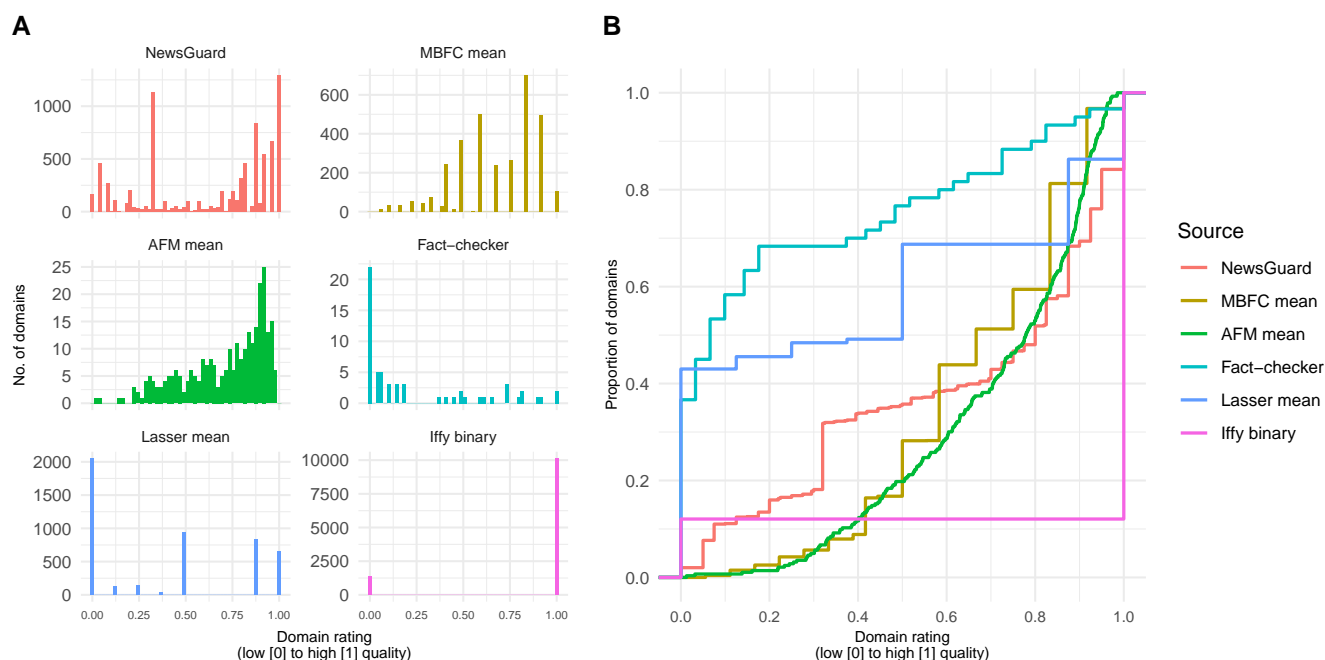 A
NewsGuard
MBFC mean
1000
500
0
600
400
200
0
AFM mean
Fact−checker
25
20
15
10
5
0
20
15
10
5
0
No. of domains
Lasser mean
Iffy binary
2000
1500
1000
500
0
10000
7500
5000
2500
0
0.00 0.25 0.50 0.75 1.00
0.00 0.25 0.50 0.75 1.00
Domain rating
(low [0] to high [1] quality)
B
1.0
0.8
0.6
0.4
0.2
0.0
Proportion of domains
0.0 0.2 0.4 0.6 0.8 1.0
Domain rating
(low [0] to high [1] quality)
Source
NewsGuard
MBFC mean
AFM mean
Fact−checker
Lasser mean
Iffy binary